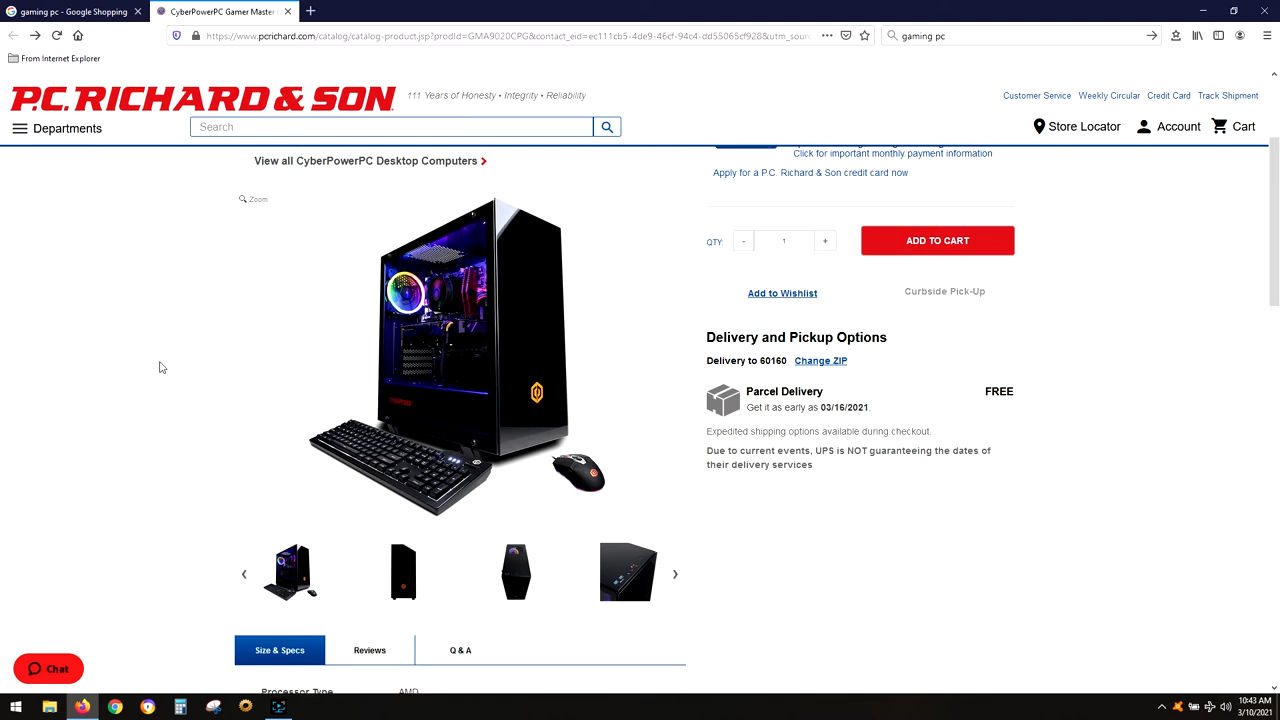 gaming pc - Google Shopping
CyberPowerPC Gamer Master
https://www.pcrichard.com/catalog/catalog-product.jsp?prodId=GMA9020CPG&contact_eid=ec111cb5-4de9-46cf-94c4-dd55065cf928&utm_sour
gaming pc
From Internet Explorer
P.C. RICHARD & SON
111 Years of Honesty • Integrity • Reliability
Customer Service Weekly Circular Credit Card Track Shipment
Departments
Search
Store Locator Account Cart
View all CyberPowerPC Desktop Computers
Click for important monthly payment information
Apply for a P.C. Richard & Son credit card now
Zoom
QTY: - 1 + ADD TO CART
Add to Wishlist Curbside Pick-Up
Delivery and Pickup Options
Delivery to 60160 Change ZIP
Parcel Delivery FREE
Get it as early as 03/16/2021.
Expedited shipping options available during checkout.
Due to current events, UPS is NOT guaranteeing the dates of
their delivery services
Size & Specs Reviews Q & A
Chat
Processor Type AMD
10:43 AM
3/10/2021